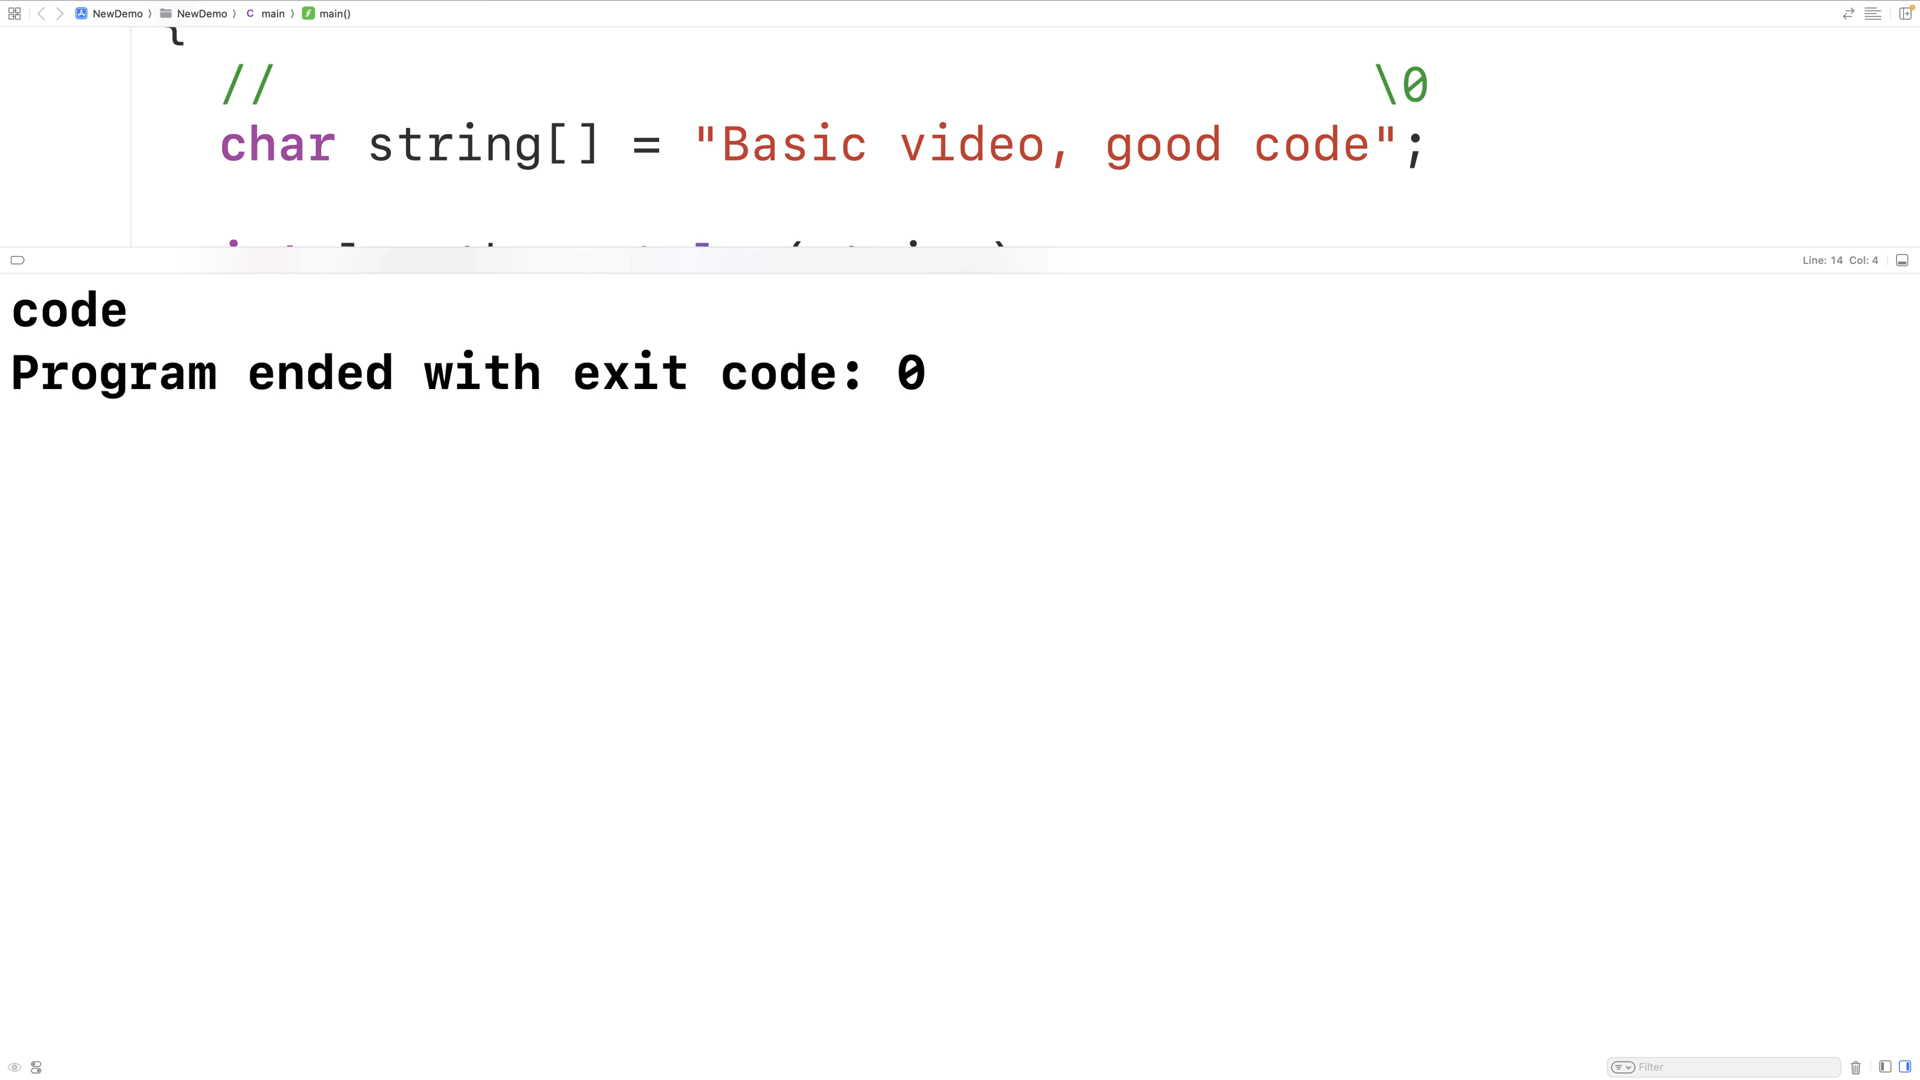 NewDemo 〉 NewDemo 〉 C main 〉 f main()
{
// \0
char string[] = "Basic video, good code";
Line: 14 Col: 4
code
Program ended with exit code: 0
Filter